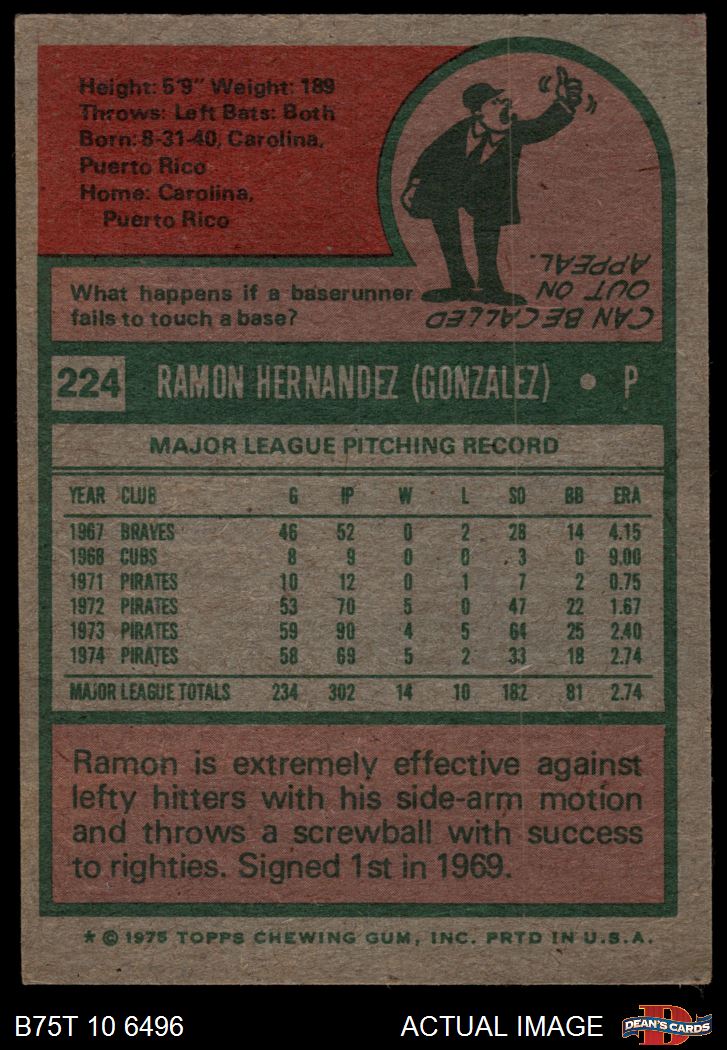 Height: 5'9" Weight: 189
Throws: Left Bats: Both
Born: 8-31-40, Carolina,
Puerto Rico
Home: Carolina,
Puerto Rico
What happens if a baserunner
fails to touch a base?
CAN BE CALLED
OUT ON
APPEAL.
224 RAMON HERNANDEZ (GONZALEZ) • P
MAJOR LEAGUE PITCHING RECORD
YEAR CLUB G IP W L SO BB ERA
1967 BRAVES 46 52 0 2 28 14 4.15
1968 CUBS 8 9 0 0 3 0 9.00
1971 PIRATES 10 12 0 1 7 2 0.75
1972 PIRATES 53 70 5 0 47 22 1.67
1973 PIRATES 59 90 4 5 64 25 2.40
1974 PIRATES 58 69 5 2 33 18 2.74
MAJOR LEAGUE TOTALS 234 302 14 10 182 81 2.74
Ramon is extremely effective against
lefty hitters with his side-arm motion
and throws a screwball with success
to righties. Signed 1st in 1969.
* © 1975 TOPPS CHEWING GUM, INC. PRTD IN U.S.A.
B75T 10 6496 ACTUAL IMAGE
D
DEAN'S CARDS